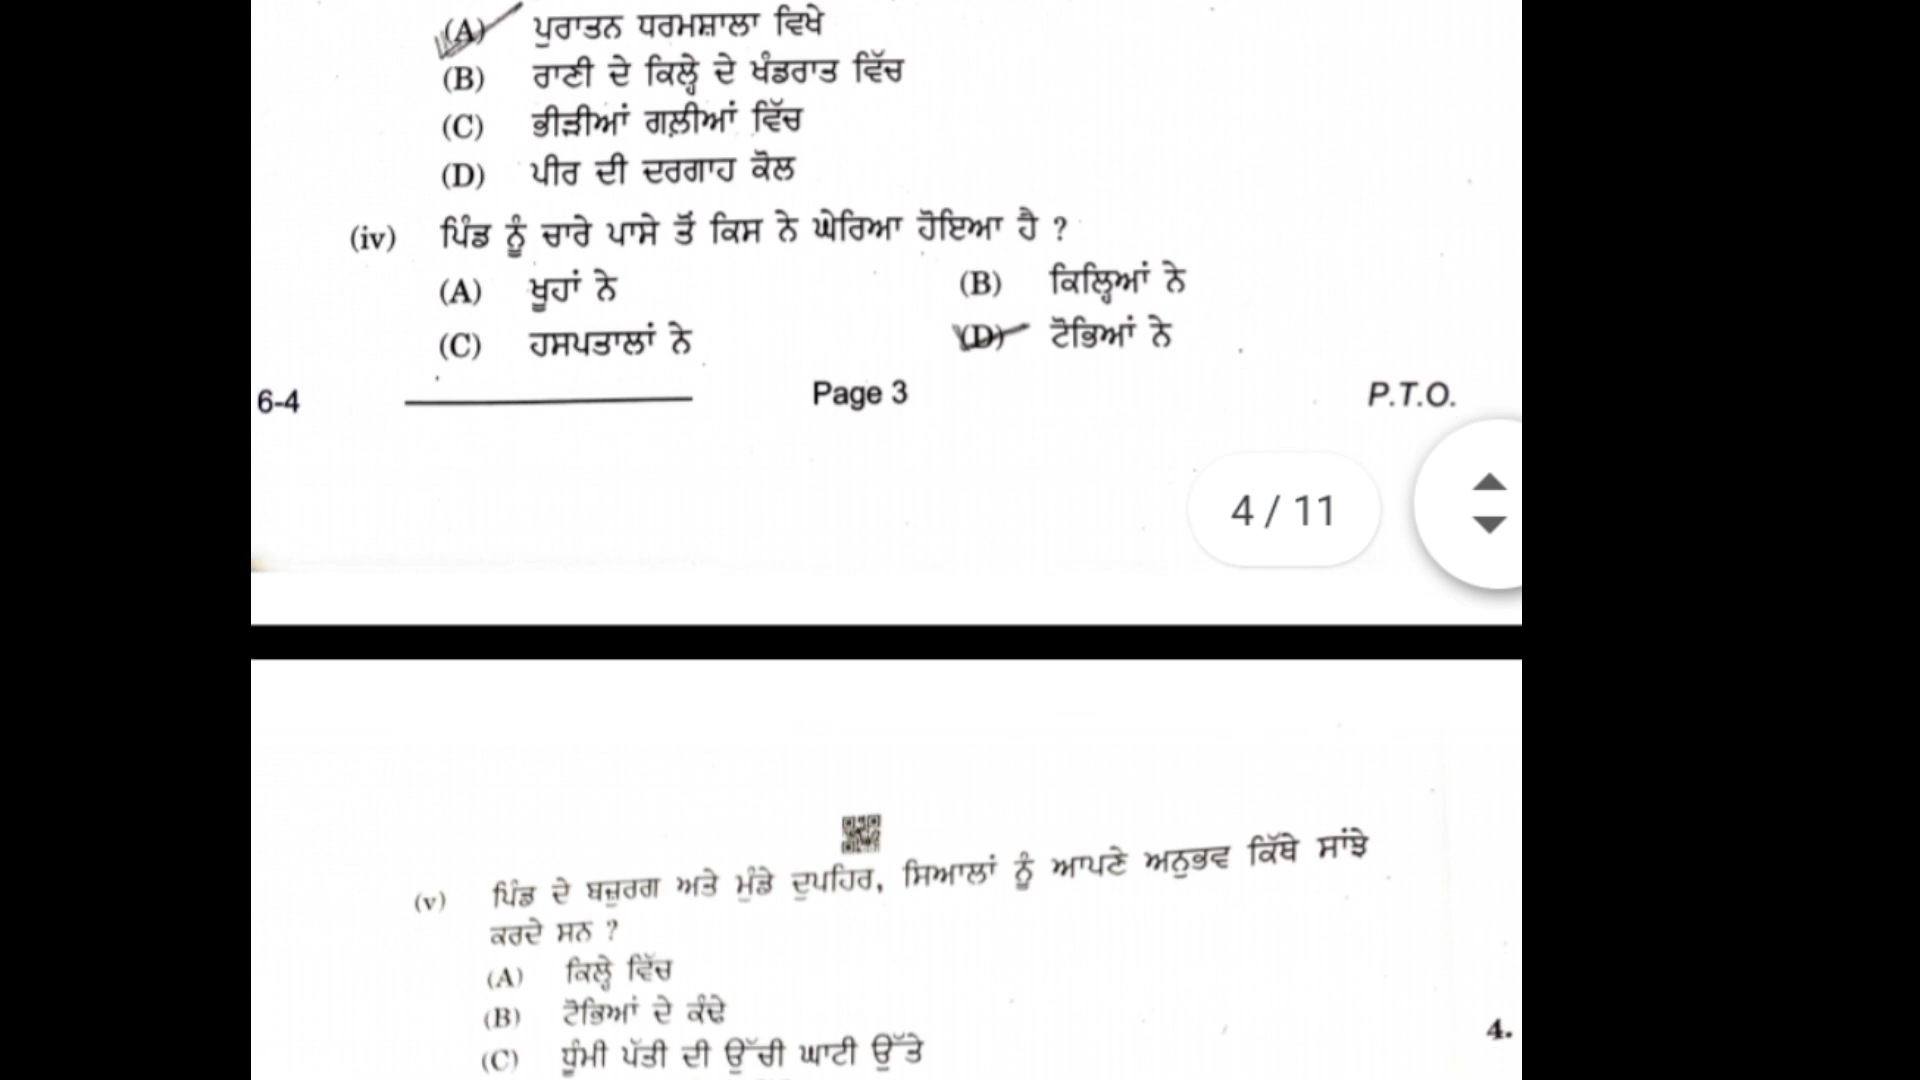 (A) ਪੁਰਾਤਨ ਧਰਮਸ਼ਾਲਾ ਵਿਖੇ
(B) ਰਾਣੀ ਦੇ ਕਿਲ੍ਹੇ ਦੇ ਖੰਡਰਾਤ ਵਿੱਚ
(C) ਭੀੜੀਆਂ ਗਲ਼ੀਆਂ ਵਿੱਚ
(D) ਪੀਰ ਦੀ ਦਰਗਾਹ ਕੋਲ
(iv) ਪਿੰਡ ਨੂੰ ਚਾਰੇ ਪਾਸੇ ਤੋਂ ਕਿਸ ਨੇ ਘੇਰਿਆ ਹੋਇਆ ਹੈ ?
(A) ਖੂਹਾਂ ਨੇ (B) ਕਿਲ੍ਹਿਆਂ ਨੇ
(C) ਹਸਪਤਾਲਾਂ ਨੇ (D) ਟੋਭਿਆਂ ਨੇ
6-4 Page 3 P.T.O.
4 / 11
(v) ਪਿੰਡ ਦੇ ਬਜ਼ੁਰਗ ਅਤੇ ਮੁੰਡੇ ਦੁਪਹਿਰ, ਸਿਆਲਾਂ ਨੂੰ ਆਪਣੇ ਅਨੁਭਵ ਕਿੱਥੇ ਸਾਂਝੇ
ਕਰਦੇ ਸਨ ?
(A) ਕਿਲ੍ਹੇ ਵਿੱਚ
(B) ਟੋਭਿਆਂ ਦੇ ਕੰਢੇ
4.
(C) ਧੁੰਮੀ ਪੱਤੀ ਦੀ ਉੱਚੀ ਘਾਟੀ ਉੱਤੇ